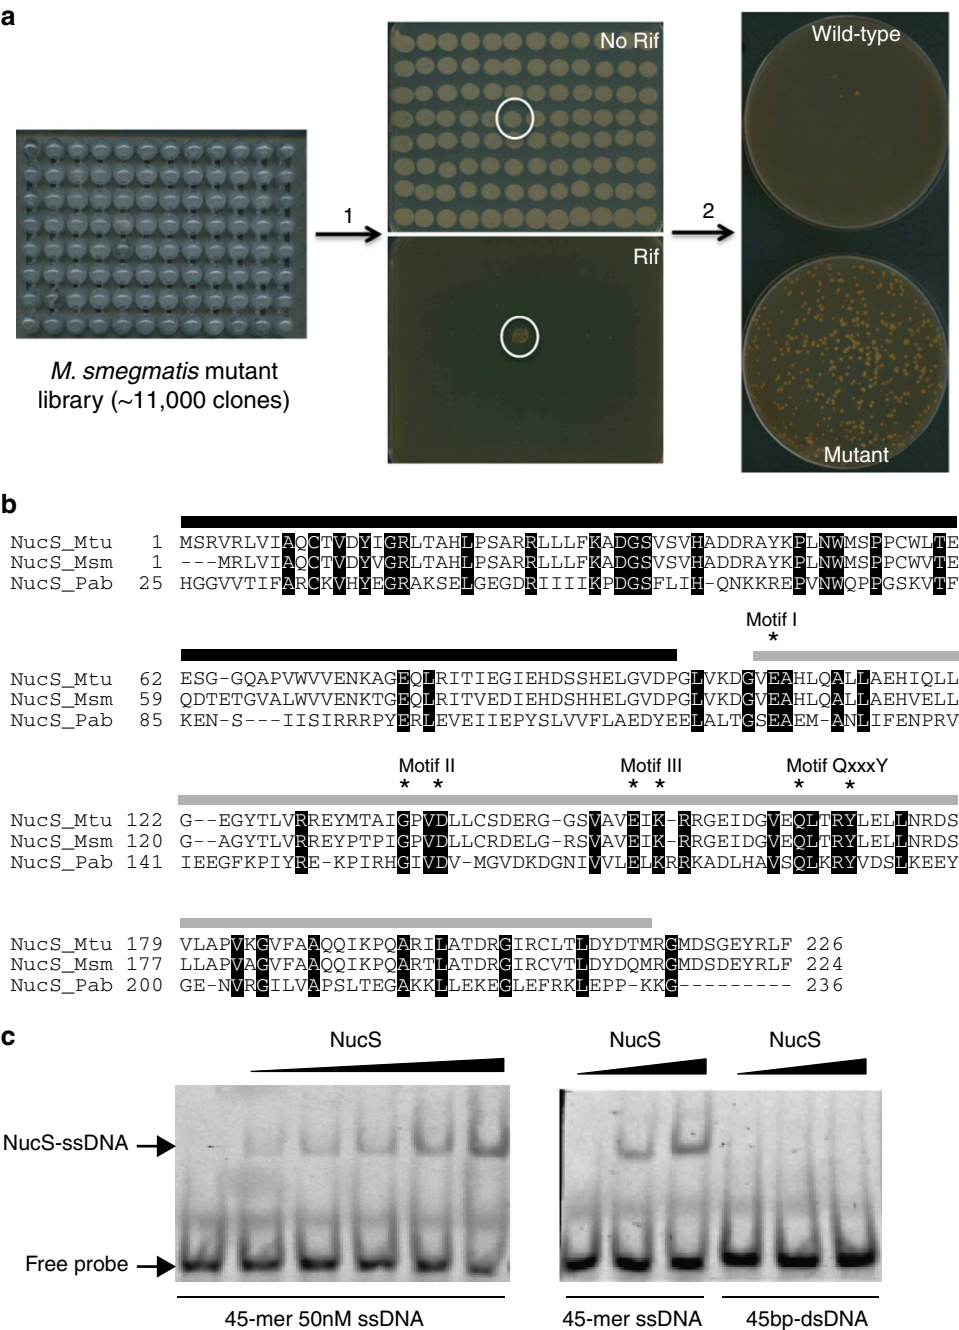 a
No Rif
Wild-type
1
2
Rif
M. smegmatis mutant
library (~11,000 clones)
Mutant
b
NucS_Mtu 1 MSRVRLVIAQCTVDYIGRLTAHLPSARRLLLFKADGSVSVHADDRAYKPLNWMSPPCWLTE
NucS_Msm 1 ---MRLVIAQCTVDYVGRLTAHLPSARRLLLFKADGSVSVHADDRAYKPLNWMSPPCWVTE
NucS_Pab 25 HGGVVTIFARCKVHYEGRAKSELGEGDRIIIIKPDGSFLIH-QNKKREPVNWQPPGSKVTF
Motif I
*
NucS_Mtu 62 ESG-GQAPVWVVENKAGEQLRITIEGIEHDSSHELGVDPGLVKDGVEAHLQALLAEHIQLL
NucS_Msm 59 QDTETGVALWVVENKTGEQLRITVEDIEHDSHHELGVDPGLVKDGVEAHLQALLAEHVELL
NucS_Pab 85 KEN-S---IISIRRRPYERLEVEIIEPYSLVVFLAEDYEELALTGSEAEM-ANLIFENPRV
Motif II Motif III Motif QxxxY
* * * * * *
NucS_Mtu 122 G--EGYTLVRREYMTAIGPVDLLCSDERG-GSVAVEIK-RRGEIDGVEQLTRYLELLNRDS
NucS_Msm 120 G--AGYTLVRREYPTPIGPVDLLCRDELG-RSVAVEIK-RRGEIDGVEQLTRYLELLNRDS
NucS_Pab 141 IEEGFKPIYRE-KPIRHGIVDV-MGVDKDGNIVVLELKRRKADLHAVSQLKRYVDSLKEEY
NucS_Mtu 179 VLAPVKGVFAAQQIKPQARILATDRGIRCLTLDYDTMRGMDSGEYRLF 226
NucS_Msm 177 LLAPVAGVFAAQQIKPQARTLATDRGIRCVTLDYDQMRGMDSDEYRLF 224
NucS_Pab 200 GE-NVRGILVAPSLTEGAKKLLEKEGLEFRKLEPP-KKG--------- 236
c
NucS NucS NucS
NucS-ssDNA
Free probe
45-mer 50nM ssDNA 45-mer ssDNA 45bp-dsDNA